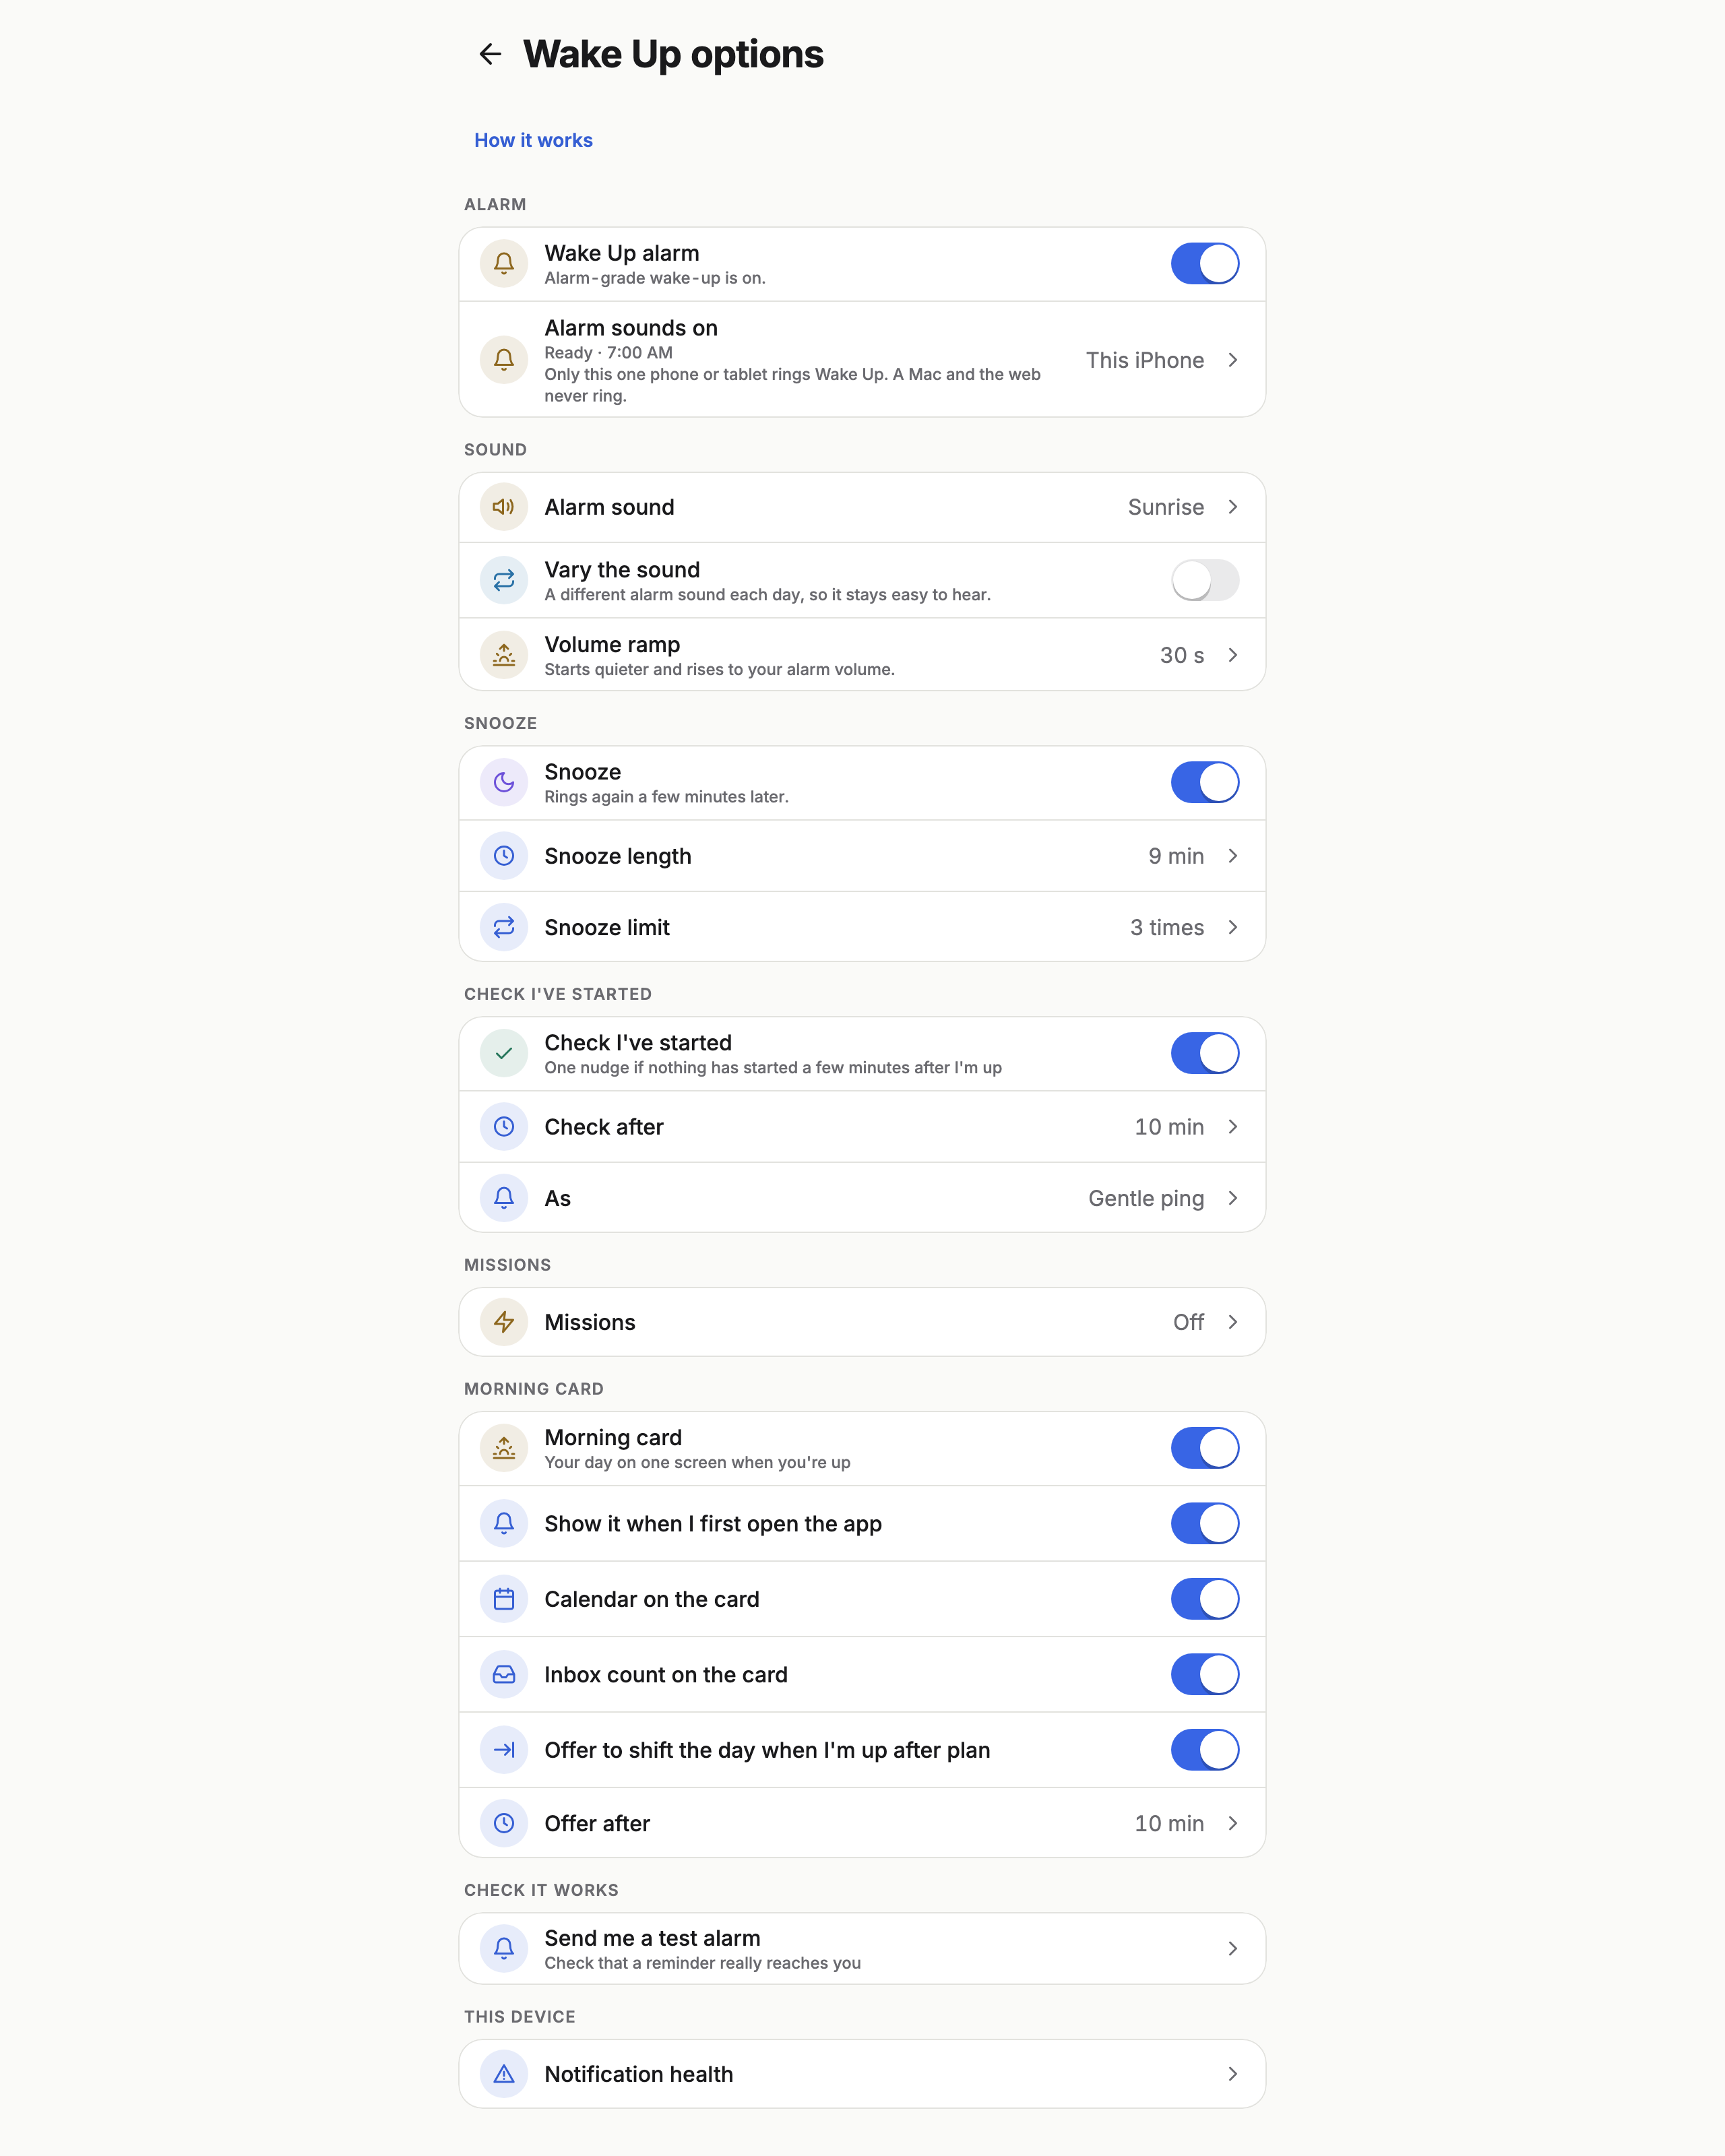 Wake Up options
How it works
ALARM
Wake Up alarm
Alarm-grade wake-up is on.
Alarm sounds on
Ready · 7:00 AM
Only this one phone or tablet rings Wake Up. A Mac and the web
never ring.
This iPhone
SOUND
Alarm sound
Sunrise
Vary the sound
A different alarm sound each day, so it stays easy to hear.
Volume ramp
Starts quieter and rises to your alarm volume.
30 s
SNOOZE
Snooze
Rings again a few minutes later.
Snooze length
9 min
Snooze limit
3 times
CHECK I'VE STARTED
Check I've started
One nudge if nothing has started a few minutes after I'm up
Check after
10 min
As
Gentle ping
MISSIONS
Missions
Off
MORNING CARD
Morning card
Your day on one screen when you're up
Show it when I first open the app
Calendar on the card
Inbox count on the card
Offer to shift the day when I'm up after plan
Offer after
10 min
CHECK IT WORKS
Send me a test alarm
Check that a reminder really reaches you
THIS DEVICE
Notification health